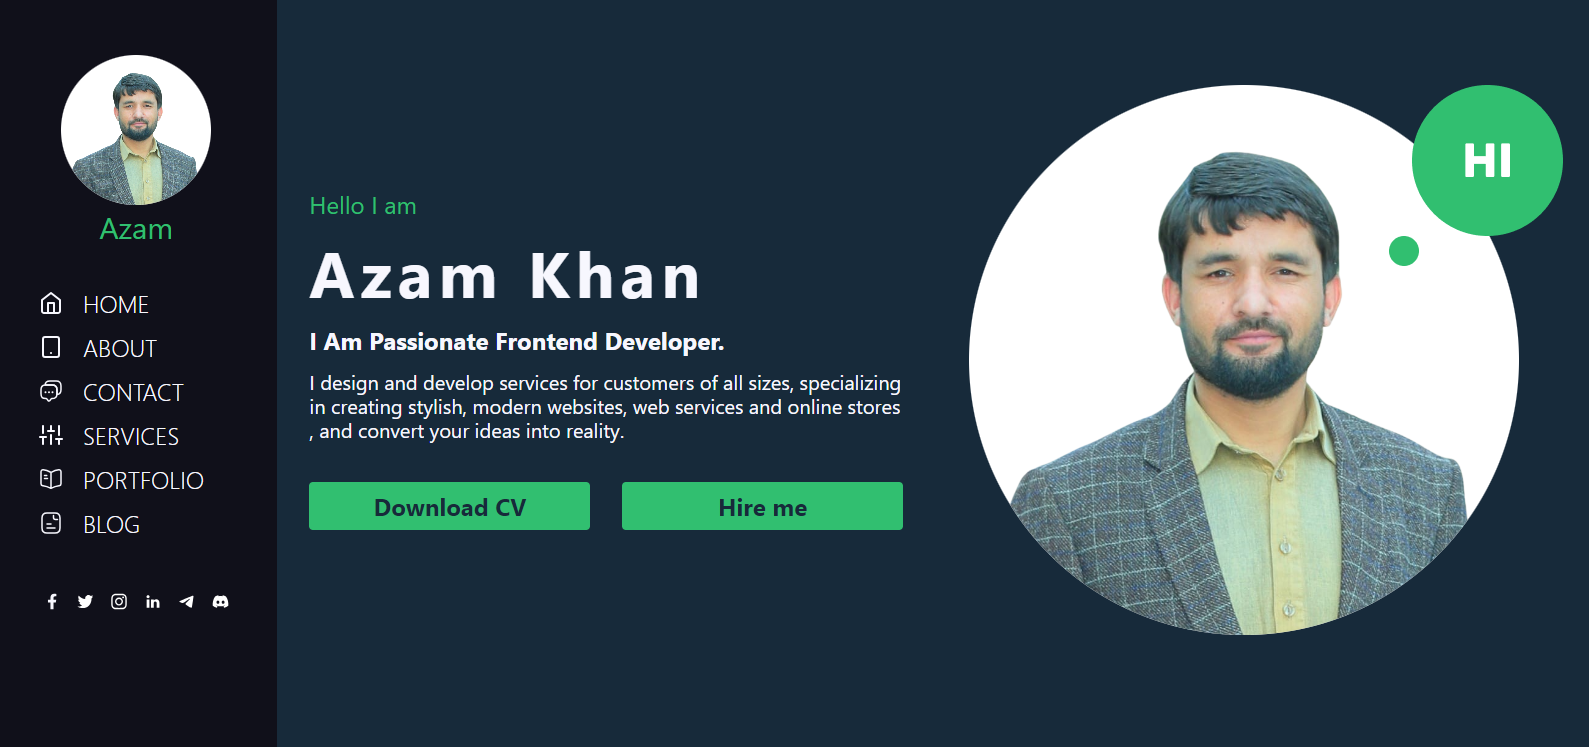 Azam
HOME
ABOUT
CONTACT
SERVICES
PORTFOLIO
BLOG
Hello I am
Azam Khan
I Am Passionate Frontend Developer.
I design and develop services for customers of all sizes, specializing
in creating stylish, modern websites, web services and online stores
, and convert your ideas into reality.
Download CV
Hire me
HI